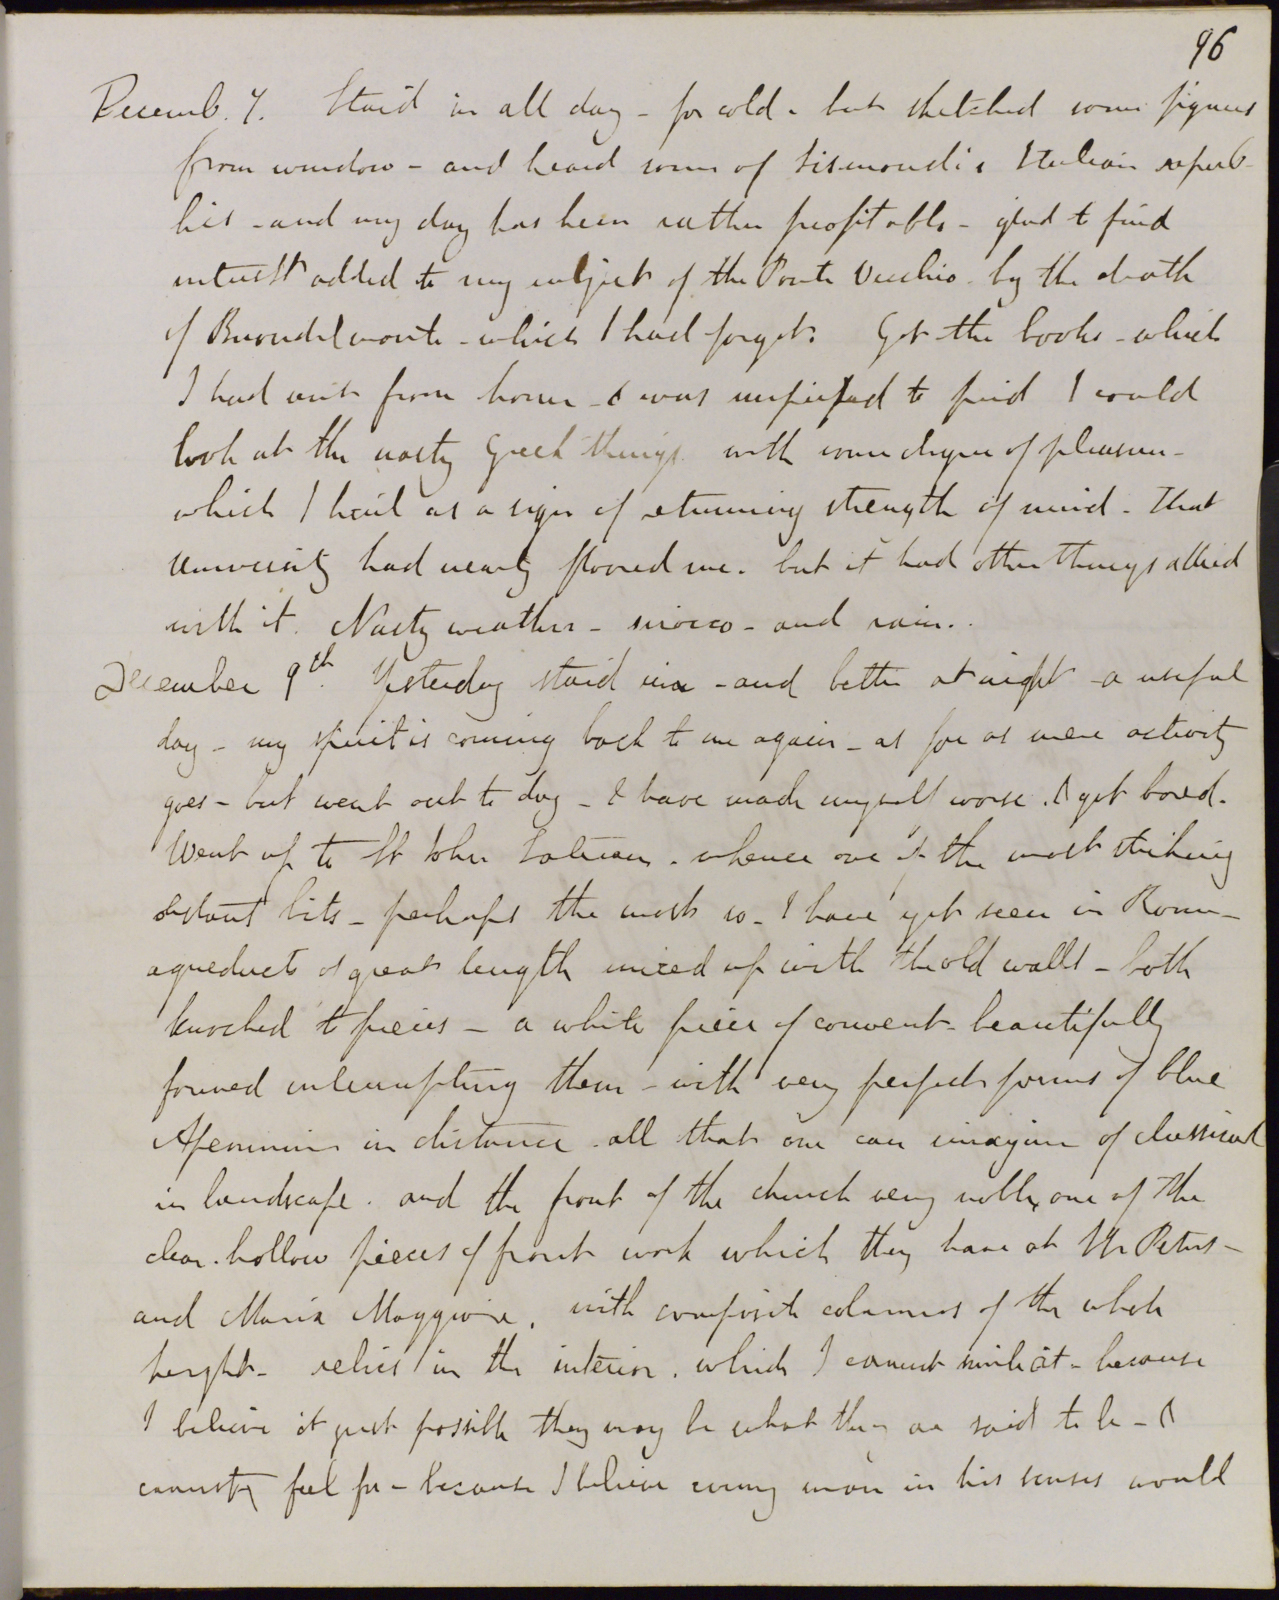 96
Decemb. 7. Staid in all day - for cold - but sketched some figures
from window - and heard some of Sismondi's Italian repub-
lics - and my day has been rather profitable - glad to find
interest added to my subject of the Ponte Vecchio by the death
of Buondelmonte - which I had forgot. Got the books - which
I had sent from home - & was surprised to find I could
look at the nasty Greek things with some degree of pleasure -
which I hail as a sign of returning strength of mind - That
University had nearly floored me. but it had other things allied
with it. Nasty weather - sirocco - and rain.
December 9th. Yesterday staid in - and better at night - a useful
day - my spirit is coming back to me again - as far as mere activity
goes - but went out to day - & have made myself worse. & got bored.
Went up to St John Lateran - whence one of the most striking
distant bits - perhaps the most so - I have yet seen in Rome -
aqueducts of great length mixed up with the old walls - both
knocked to pieces - a white piece of convent beautifully
formed interrupting them - with very perfect forms of blue
Apennine in distance - all that one can imagine of classical
in landscape. and the front of the church very noble, one of the
clear hollow pieces of front work which they have at St Peters -
and Maria Maggiore, with composite columns of the whole
height - relics in the interior, which I cannot smile at - because
I believe it just possible they may be what they are said to be - &
feel for - because I believe every man in his senses would